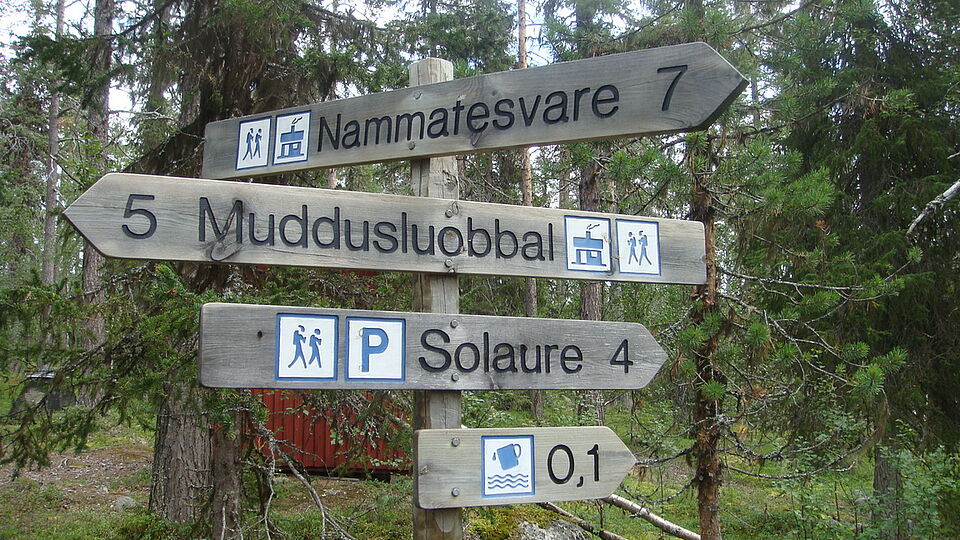 Nammatesvare 7
5 Muddusluobbal
P Solaure 4
0,1